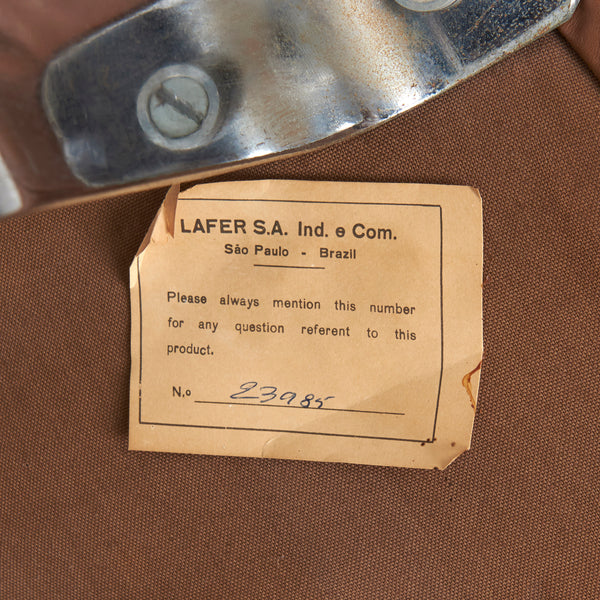 LAFER S.A. Ind. e Com.
São Paulo - Brazil
Please always mention this number
for any question referent to this
product.
N.o 23985